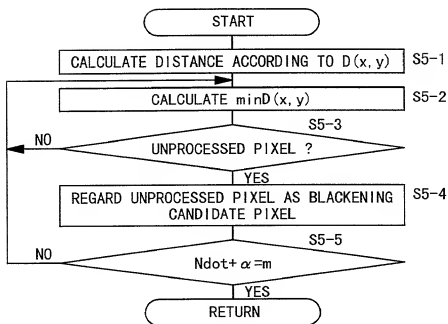 START
CALCULATE DISTANCE ACCORDING TO D(x, y) S5-1
CALCULATE minD(x, y) S5-2
S5-3
NO
UNPROCESSED PIXEL ?
YES
REGARD UNPROCESSED PIXEL AS BLACKENING S5-4
CANDIDATE PIXEL
S5-5
NO
Ndot+α=m
YES
RETURN